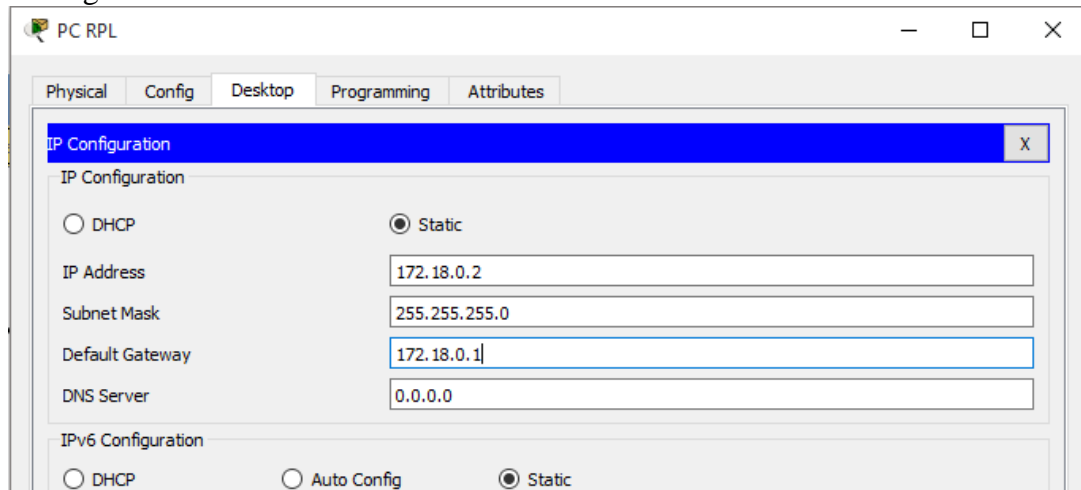 PC RPL
Physical Config Desktop Programming Attributes
IP Configuration X
IP Configuration
DHCP Static
IP Address 172.18.0.2
Subnet Mask 255.255.255.0
Default Gateway 172.18.0.1
DNS Server 0.0.0.0
IPv6 Configuration
DHCP Auto Config Static